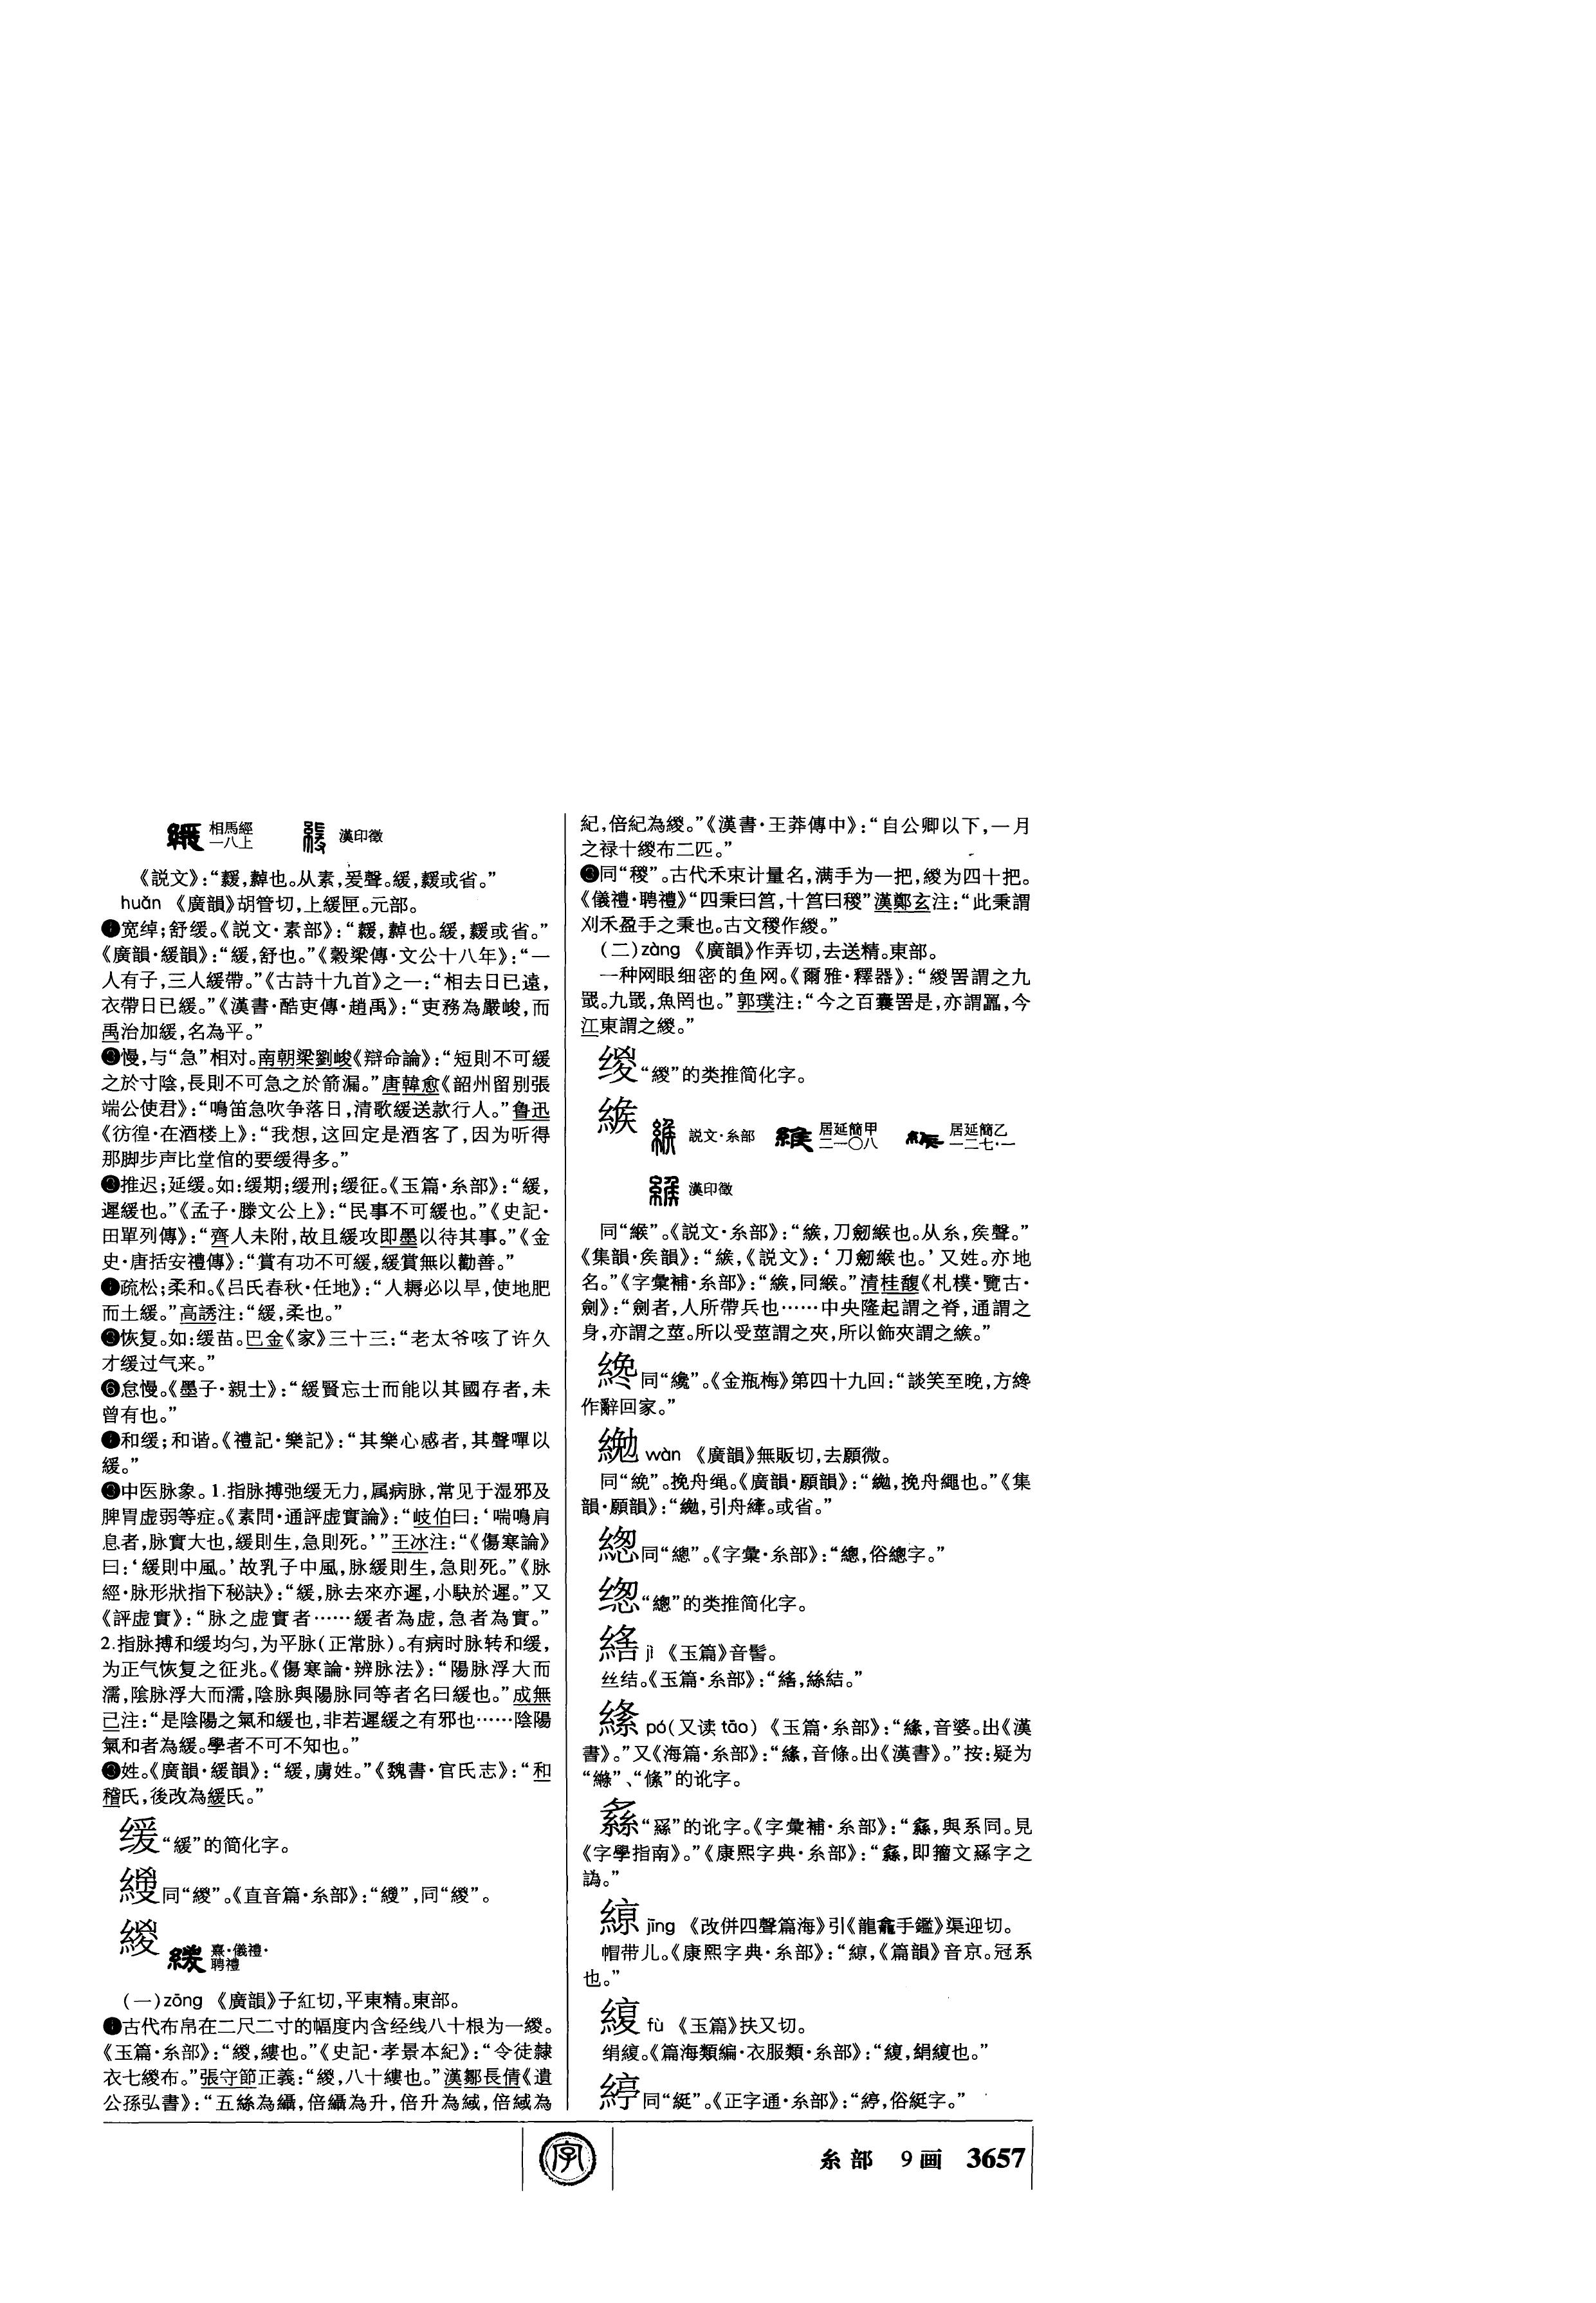 相馬經
一八上
漢印徵
《説文》：“䌍，䋤也。从素，爰聲。緩，䌍或省。”
huǎn 《廣韻》胡管切，上緩匣。元部。
❶宽绰；舒缓。《説文·素部》：“䌍，䋤也。緩，䌍或省。”
《廣韻·緩韻》：“緩，舒也。”《穀梁傳·文公十八年》：“一
人有子，三人緩帶。”《古詩十九首》之一：“相去日已遠，
衣帶日已緩。”《漢書·酷吏傳·趙禹》：“吏務為嚴峻，而
禹治加緩，名為平。”
❷慢，与“急”相对。南朝梁劉峻《辯命論》：“短則不可緩
之於寸陰，長則不可急之於箭漏。”唐韓愈《韶州留别張
端公使君》：“鳴笛急吹争落日，清歌緩送款行人。”鲁迅
《彷徨·在酒楼上》：“我想，这回定是酒客了，因为听得
那脚步声比堂倌的要缓得多。”
❸推迟；延缓。如：缓期；缓刑；缓征。《玉篇·糸部》：“緩，
遲緩也。”《孟子·滕文公上》：“民事不可緩也。”《史記·
田單列傳》：“齊人未附，故且緩攻即墨以待其事。”《金
史·唐括安禮傳》：“賞有功不可緩，緩賞無以勸善。”
❹疏松；柔和。《吕氏春秋·任地》：“人耨必以旱，使地肥
而土緩。”高誘注：“緩，柔也。”
❺恢复。如：缓苗。巴金《家》三十三：“老太爷咳了许久
才缓过气来。”
❻怠慢。《墨子·親士》：“緩賢忘士而能以其國存者，未
曾有也。”
❼和缓；和谐。《禮記·樂記》：“其樂心感者，其聲嘽以
緩。”
❽中医脉象。1.指脉搏弛缓无力，属病脉，常见于湿邪及
脾胃虚弱等症。《素問·通評虚實論》：“岐伯曰：‘喘鳴肩
息者，脉實大也，緩則生，急則死。’”王冰注：“《傷寒論》
曰：‘緩則中風。’故乳子中風，脉緩則生，急則死。”《脉
經·脉形狀指下秘訣》：“緩，脉去來亦遲，小駃於遲。”又
《評虚實》：“脉之虚實者……緩者為虚，急者為實。”
2.指脉搏和缓均匀，为平脉（正常脉）。有病时脉转和缓，
为正气恢复之征兆。《傷寒論·辨脉法》：“陽脉浮大而
濡，陰脉浮大而濡，陰脉與陽脉同等者名曰緩也。”成無
己注：“是陰陽之氣和緩也，非若遲緩之有邪也……陰陽
氣和者為緩。學者不可不知也。”
❾姓。《廣韻·緩韻》：“緩，虜姓。”《魏書·官氏志》：“和
稽氏，後改為緩氏。”
缓“緩”的简化字。
同“緵”。《直音篇·糸部》：“”，同“緵”。
緵 熹·儀禮·
聘禮
（一）zōng 《廣韻》子紅切，平東精。東部。
❶古代布帛在二尺二寸的幅度内含经线八十根为一緵。
《玉篇·糸部》：“緵，縷也。”《史記·孝景本紀》：“令徒隸
衣七緵布。”張守節正義：“緵，八十縷也。”漢鄒長倩《遺
公孫弘書》：“五絲為䌰，倍䌰為升，倍升為緎，倍緎為
紀，倍紀為緵。”《漢書·王莽傳中》：“自公卿以下，一月
之禄十緵布二匹。”
❸同“稯”。古代禾束计量名，满手为一把，緵为四十把。
《儀禮·聘禮》“四秉曰筥，十筥曰稯”漢鄭玄注：“此秉謂
刈禾盈手之秉也。古文稯作緵。”
（二）zàng 《廣韻》作弄切，去送精。東部。
一种网眼细密的鱼网。《爾雅·釋器》：“緵罟謂之九
罭。九罭，魚罔也。”郭璞注：“今之百囊罟是，亦謂䍡，今
江東謂之緵。”
“緵”的类推简化字。
説文·糸部 居延簡甲
二一〇八 居延簡乙
一二七·一
漢印徵
同“緱”。《説文·糸部》：“𦃺，刀劒緱也。从糸，矦聲。”
《集韻·矦韻》：“𦃺，《説文》：‘刀劒緱也。’又姓。亦地
名。”《字彙補·糸部》：“𦃺，同緱。”清桂馥《札樸·覽古·
劍》：“劍者，人所帶兵也……中央隆起謂之脊，通謂之
身，亦謂之莖。所以受莖謂之夾，所以飾夾謂之𦃺。”
同“纔”。《金瓶梅》第四十九回：“談笑至晚，方
作辭回家。”
wàn 《廣韻》無販切，去願微。
同“絻”。挽舟绳。《廣韻·願韻》：“，挽舟繩也。”《集
韻·願韻》：“，引舟縴。或省。”
緫同“總”。《字彙·糸部》：“緫，俗總字。”
“緫”的类推简化字。
jì 《玉篇》音髻。
丝结。《玉篇·糸部》：“，絲結。”
pó（又读tāo） 《玉篇·糸部》：“，音婆。出《漢
書》。”又《海篇·糸部》：“，音絛。出《漢書》。”按：疑为
“緐”、“絛”的讹字。
“䌛”的讹字。《字彙補·糸部》：“，與系同。見
《字學指南》。”《康熙字典·糸部》：“，即籀文字之
譌。”
jīng 《改併四聲篇海》引《龍龕手鑑》渠迎切。
帽带儿。《康熙字典·糸部》：“，《篇韻》音京。冠系
也。”
緮 fù 《玉篇》扶又切。
绢緮。《篇海類編·衣服類·糸部》：“緮，絹緮也。”
同“綎”。《正字通·糸部》：“，俗綎字。”
字
糸部 9画 3657